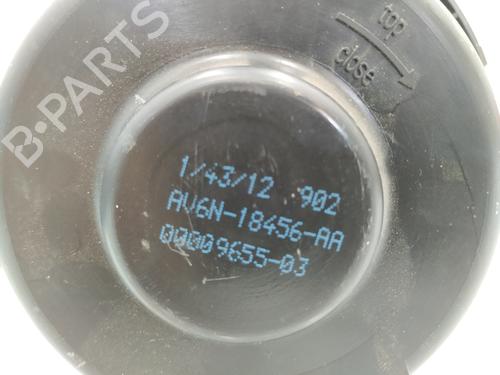 top
close
1/43/12 902
AV6N-18456-AA
00009655-03
B-PARTS